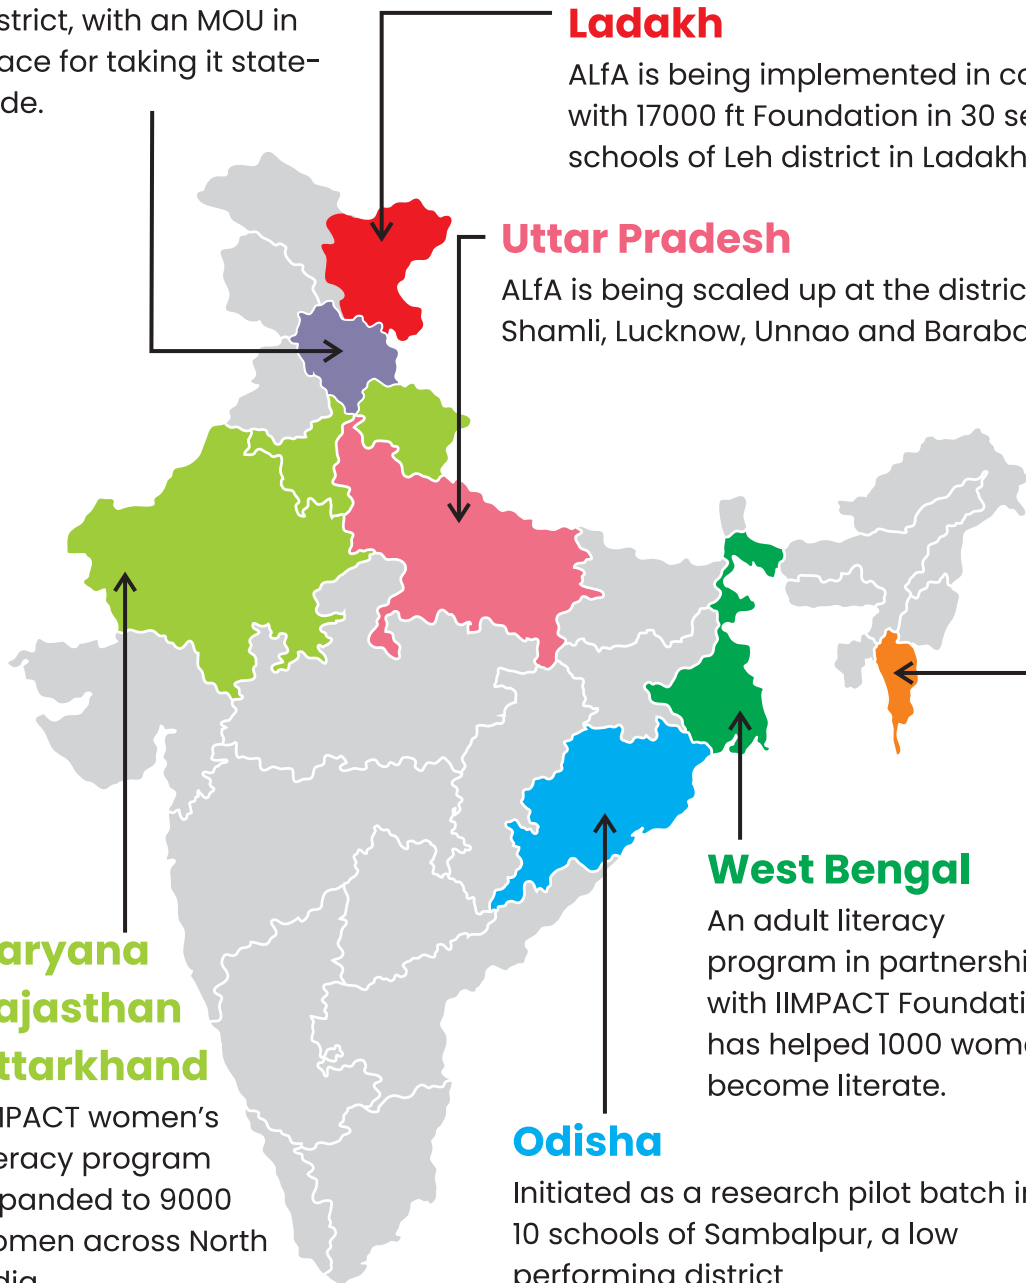 strict, with an MOU in
ace for taking it state-
de.
Ladakh
ALfA is being implemented in co
with 17000 ft Foundation in 30 se
schools of Leh district in Ladakh
Uttar Pradesh
ALfA is being scaled up at the distric
Shamli, Lucknow, Unnao and Baraba
West Bengal
An adult literacy
program in partnershi
with IIMPACT Foundati
has helped 1000 wome
become literate.
aryana
ajasthan
ttarkhand
MPACT women's
eracy program
panded to 9000
omen across North
dia
Odisha
Initiated as a research pilot batch in
10 schools of Sambalpur, a low
performing district